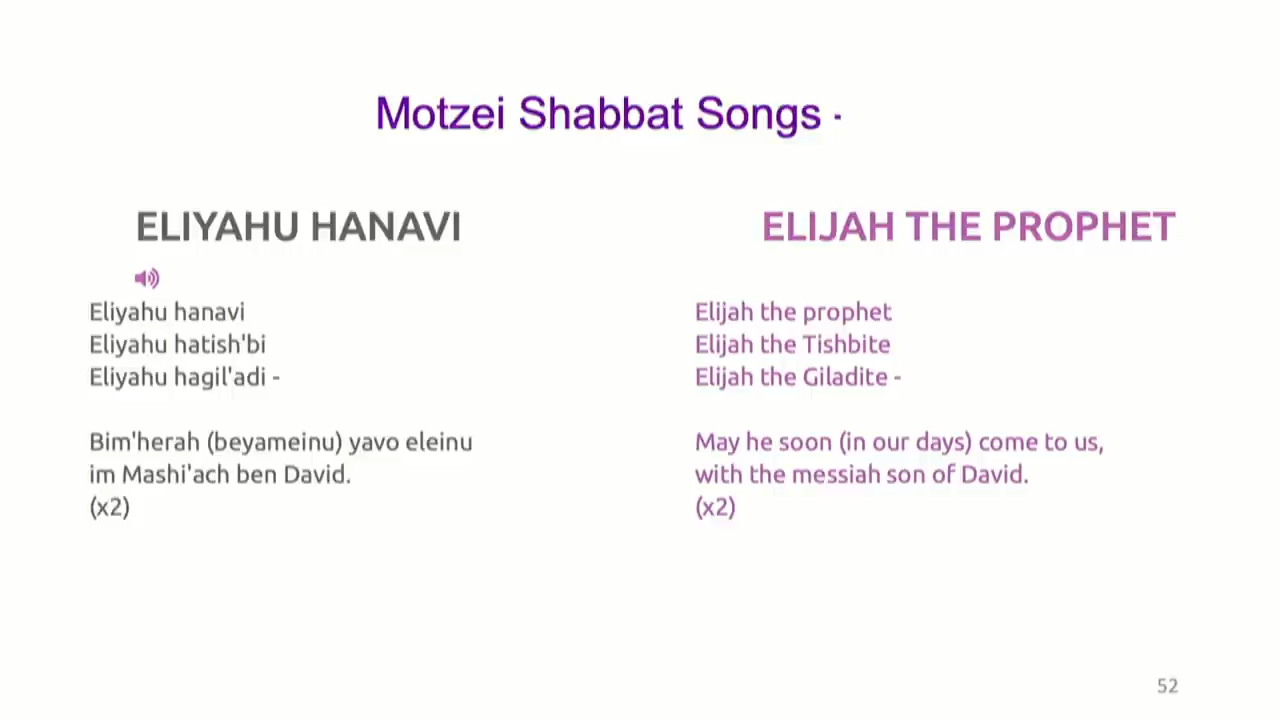 Motzei Shabbat Songs -
ELIYAHU HANAVI
Eliyahu hanavi
Eliyahu hatish'bi
Eliyahu hagil'adi -
Bim'herah (beyameinu) yavo eleinu
im Mashi'ach ben David.
(x2)
ELIJAH THE PROPHET
Elijah the prophet
Elijah the Tishbite
Elijah the Giladite -
May he soon (in our days) come to us,
with the messiah son of David.
(x2)
52